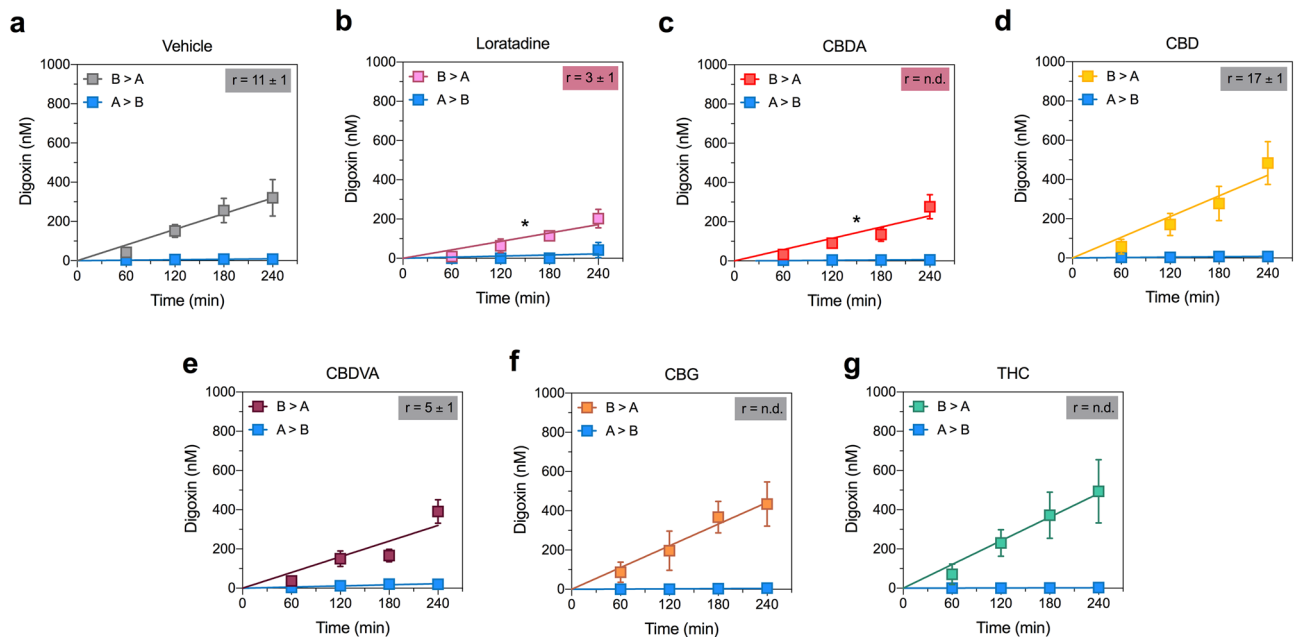 a
Vehicle
B > A
A > B
r = 11 ± 1
Digoxin (nM)
1000
800
600
400
200
0
0 60 120 180 240
Time (min)
b
Loratadine
B > A
A > B
r = 3 ± 1
*
Digoxin (nM)
1000
800
600
400
200
0
0 60 120 180 240
Time (min)
c
CBDA
B > A
A > B
r = n.d.
*
Digoxin (nM)
1000
800
600
400
200
0
0 60 120 180 240
Time (min)
d
CBD
B > A
A > B
r = 17 ± 1
Digoxin (nM)
1000
800
600
400
200
0
0 60 120 180 240
Time (min)
e
CBDVA
B > A
A > B
r = 5 ± 1
Digoxin (nM)
1000
800
600
400
200
0
0 60 120 180 240
Time (min)
f
CBG
B > A
A > B
r = n.d.
Digoxin (nM)
1000
800
600
400
200
0
0 60 120 180 240
Time (min)
g
THC
B > A
A > B
r = n.d.
Digoxin (nM)
1000
800
600
400
200
0
0 60 120 180 240
Time (min)